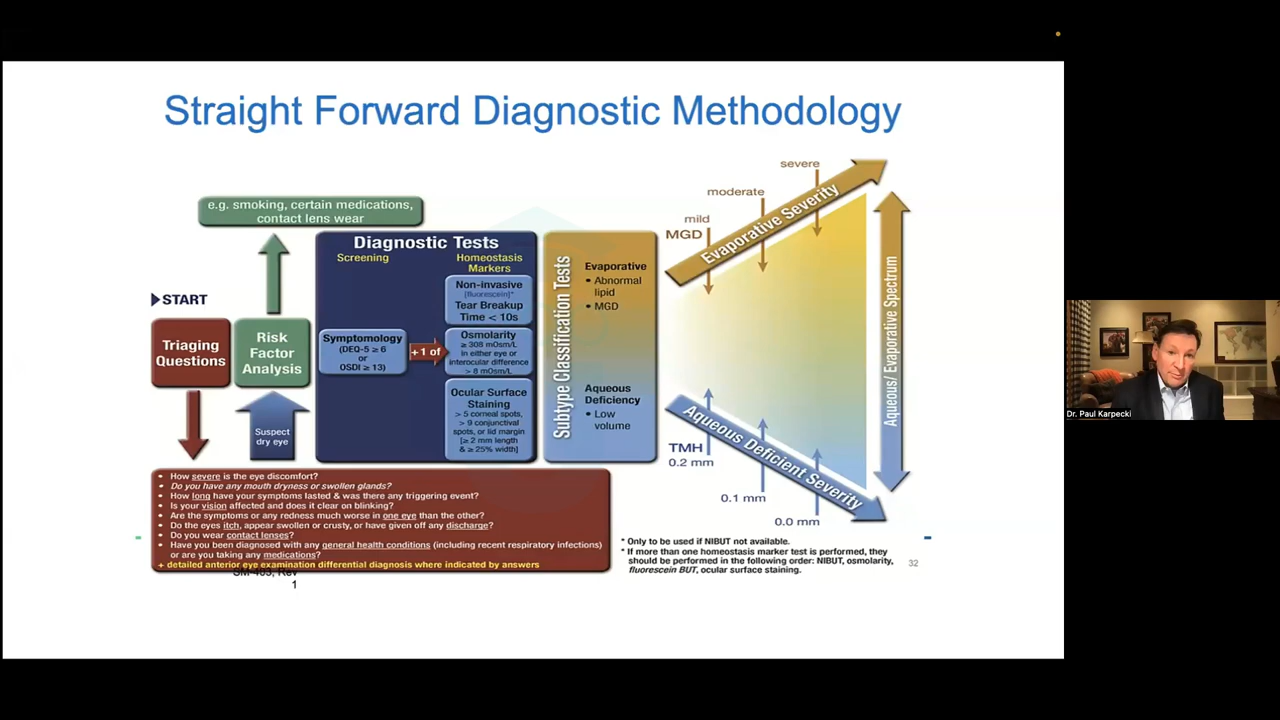 Straight Forward Diagnostic Methodology
e.g. smoking, certain medications,
contact lens wear
START
Triaging
Questions
Risk
Factor
Analysis
Suspect
dry eye
Diagnostic Tests
Screening
Homeostasis
Markers
Symptomology
(DEQ-5 ≥ 6
or
OSDI ≥ 13)
+1 of
Non-invasive
[fluorescein]*
Tear Breakup
Time < 10s
Osmolarity
≥ 308 mOsm/L
in either eye or
interocular difference
> 8 mOsm/L
Ocular Surface
Staining
> 5 corneal spots,
> 9 conjunctival
spots, or lid margin
[≥ 2 mm length
& ≥ 25% width]
Subtype Classification Tests
Evaporative
• Abnormal
lipid
• MGD
Aqueous
Deficiency
• Low
volume
severe
moderate
mild
MGD
Evaporative Severity
Aqueous/ Evaporative Spectrum
Aqueous Deficient Severity
TMH
0.2 mm
0.1 mm
0.0 mm
• How severe is the eye discomfort?
• Do you have any mouth dryness or swollen glands?
• How long have your symptoms lasted & was there any triggering event?
• Is your vision affected and does it clear on blinking?
• Are the symptoms or any redness much worse in one eye than the other?
• Do the eyes itch, appear swollen or crusty, or have given off any discharge?
• Do you wear contact lenses?
• Have you been diagnosed with any general health conditions (including recent respiratory infections)
or are you taking any medications?
+ detailed anterior eye examination differential diagnosis where indicated by answers
* Only to be used if NIBUT not available.
* If more than one homeostasis marker test is performed, they
should be performed in the following order: NIBUT, osmolarity,
fluorescein BUT, ocular surface staining.
32
SM-403, Rev
1
Dr. Paul Karpecki